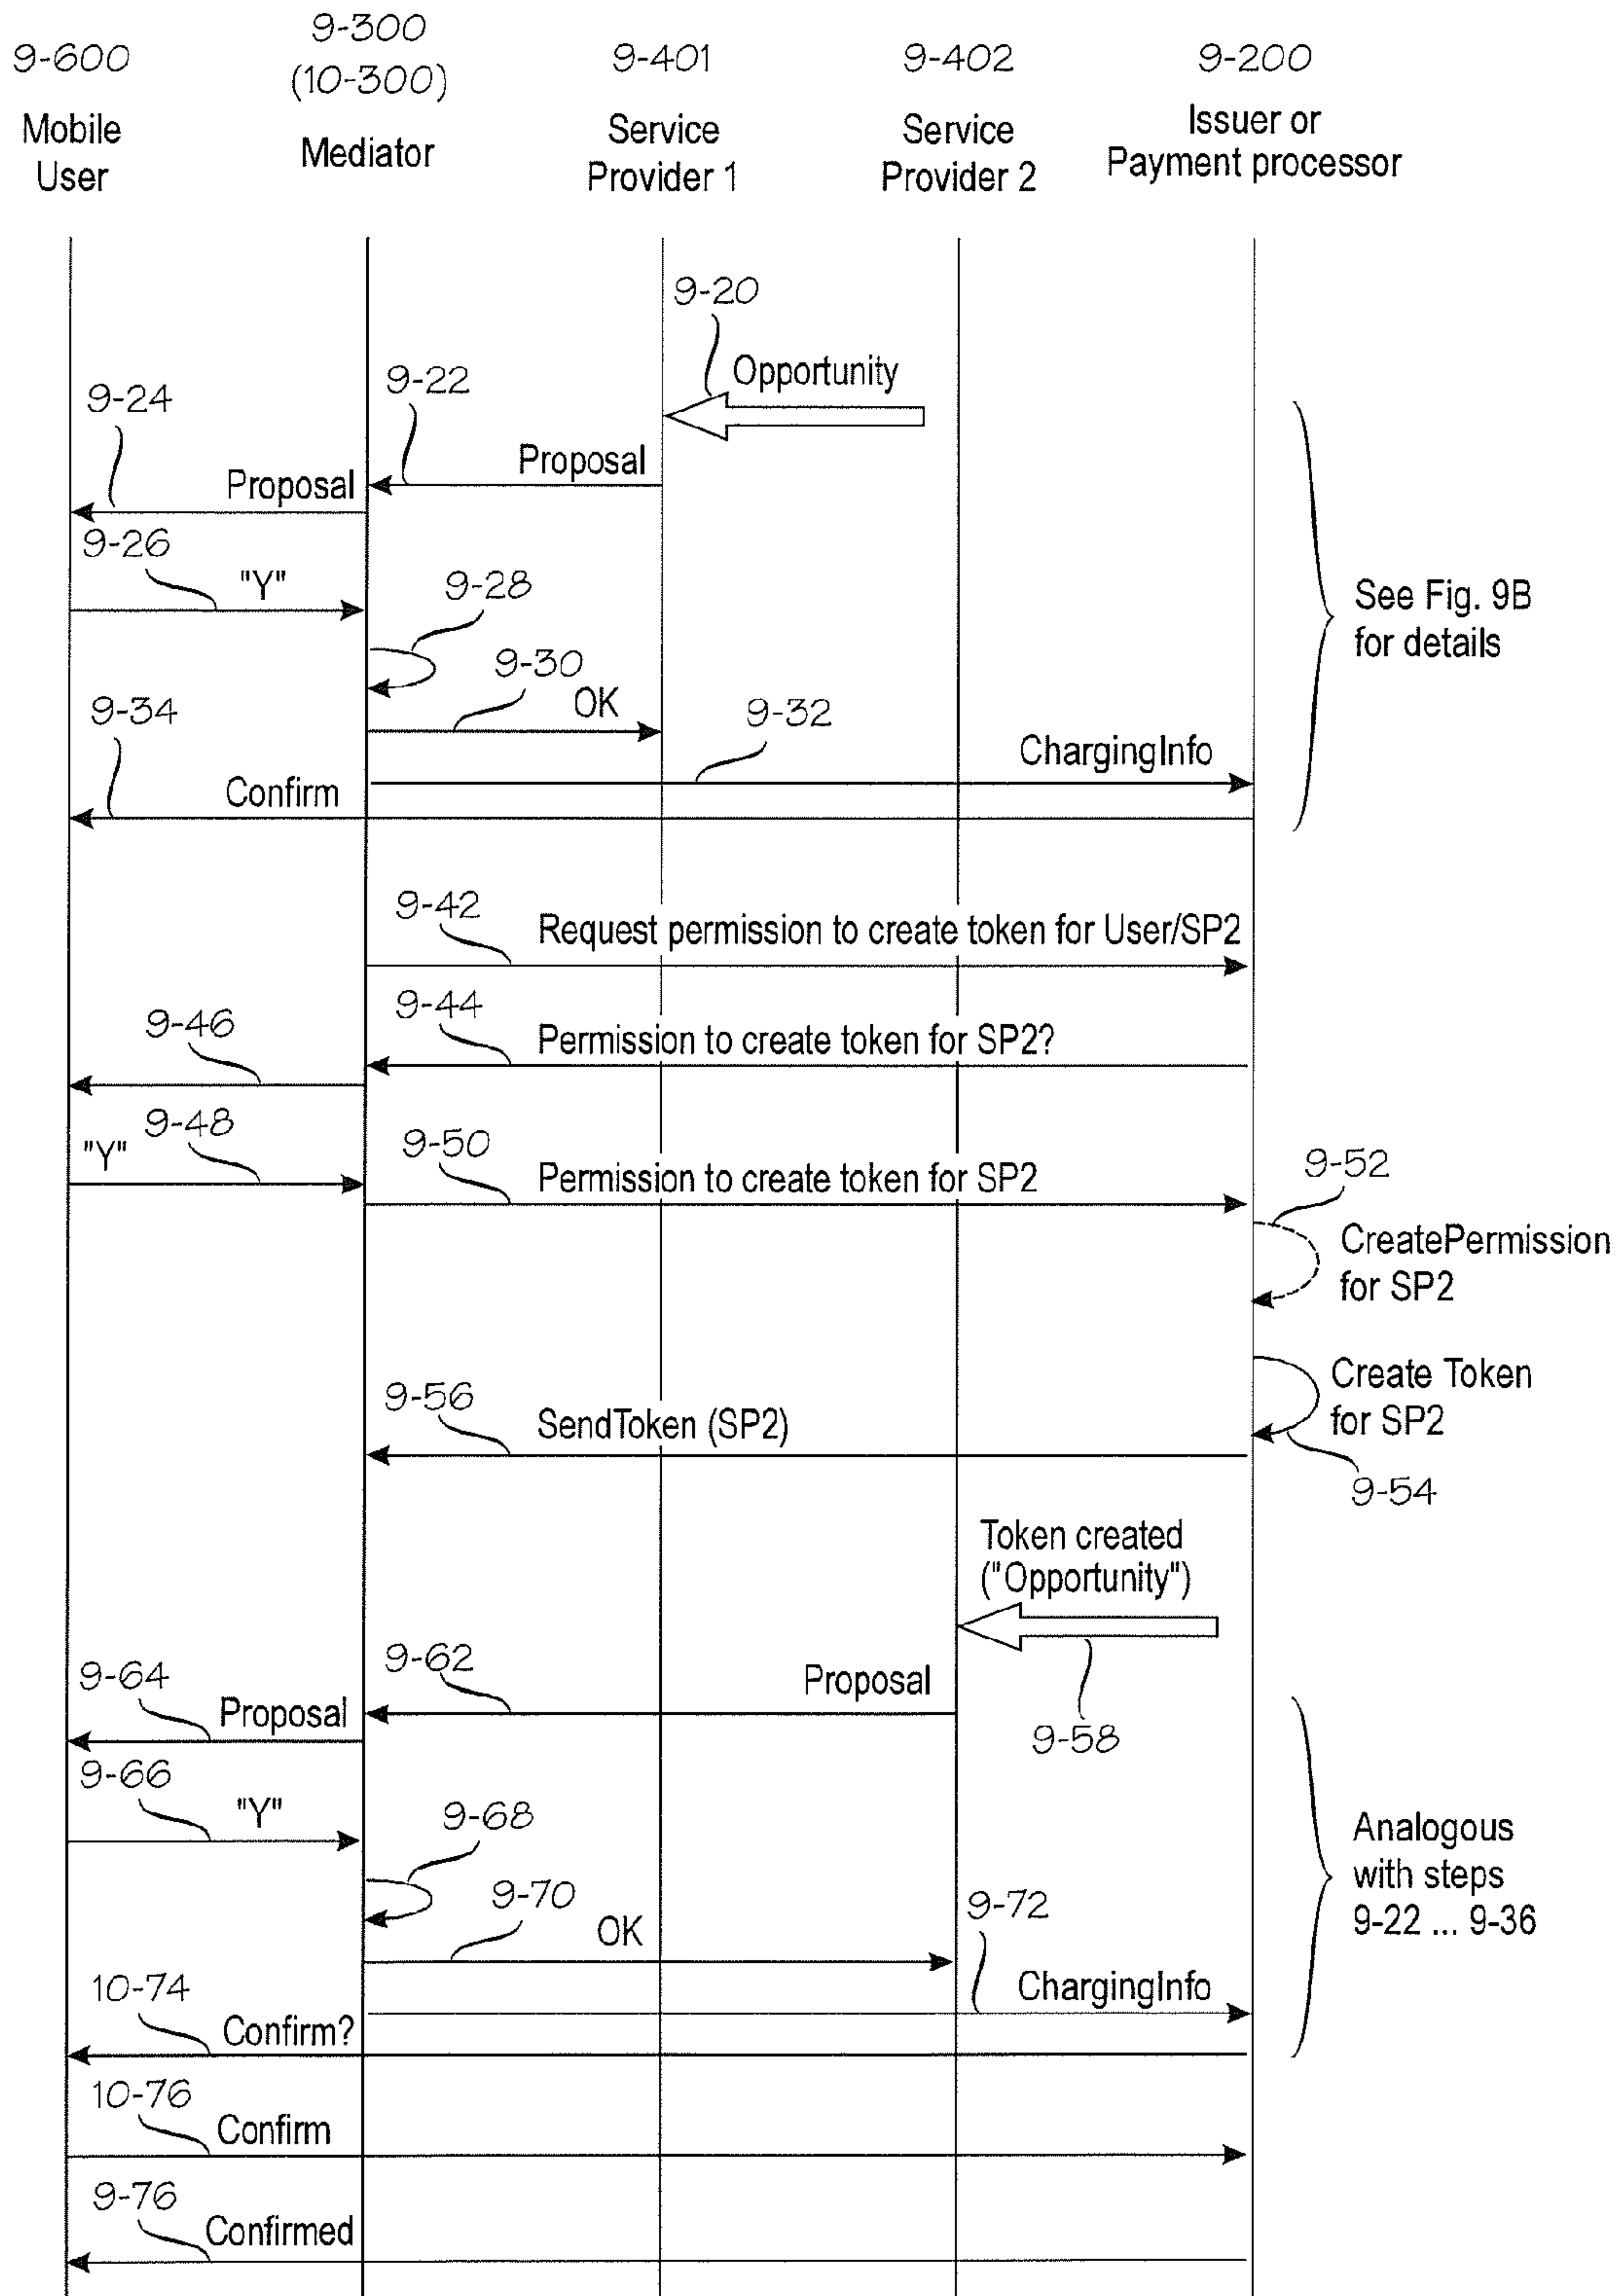 9-600
9-300
(10-300)
9-401
9-402
9-200
Mobile
User
Mediator
Service
Provider 1
Service
Provider 2
Issuer or
Payment processor
9-20
Opportunity
9-22
Proposal
9-24
Proposal
9-26
"Y"
9-28
9-30
OK
9-32
ChargingInfo
9-34
Confirm
See Fig. 9B
for details
9-42
Request permission to create token for User/SP2
9-44
Permission to create token for SP2?
9-46
9-48
"Y"
9-50
Permission to create token for SP2
9-52
CreatePermission
for SP2
Create Token
for SP2
9-54
9-56
SendToken (SP2)
Token created
("Opportunity")
9-58
9-62
Proposal
9-64
Proposal
9-66
"Y"
9-68
9-70
OK
9-72
ChargingInfo
10-74
Confirm?
Analogous
with steps
9-22 ... 9-36
10-76
Confirm
9-76
Confirmed